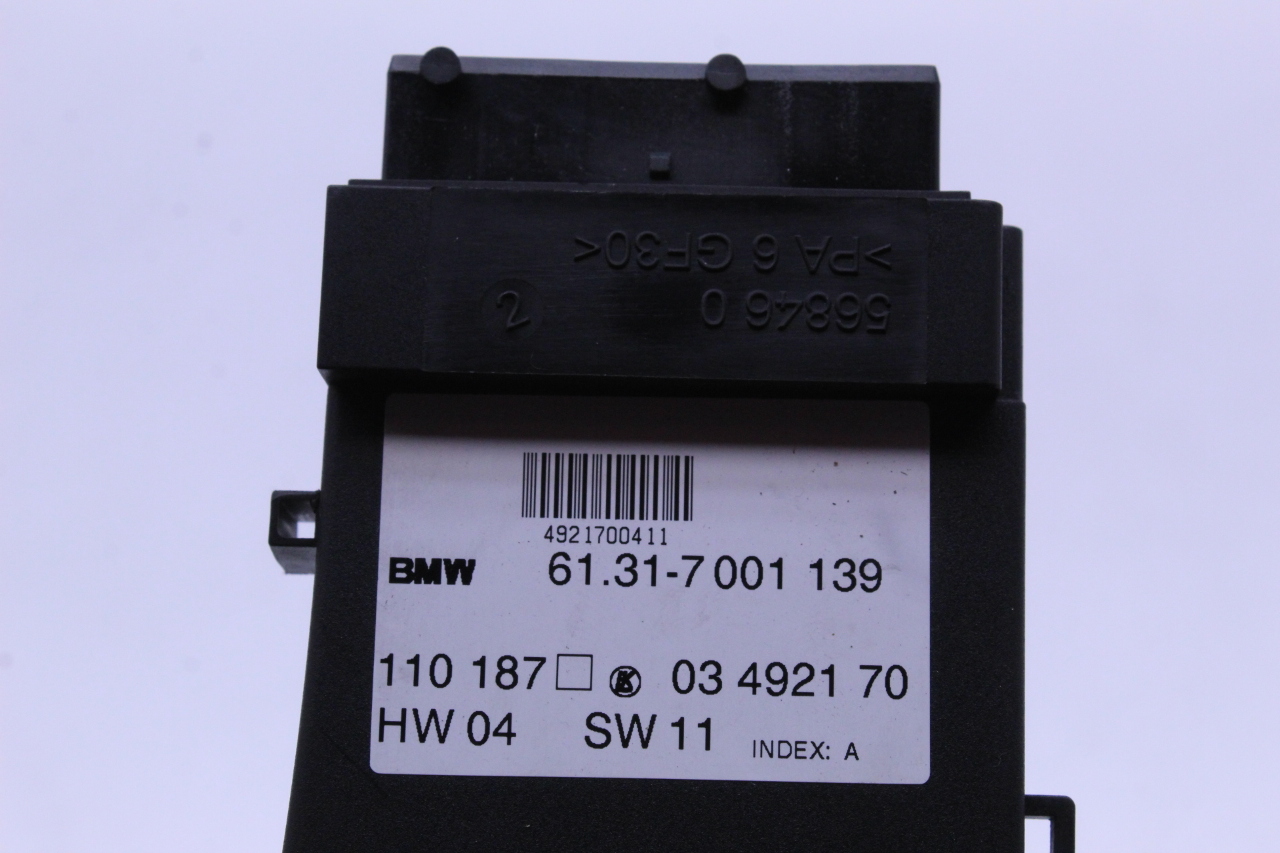 >PA 6 GF30<
56846 0
2
4921700411
BMW 61.31-7 001 139
110 187 03 4921 70
HW 04 SW 11 INDEX: A